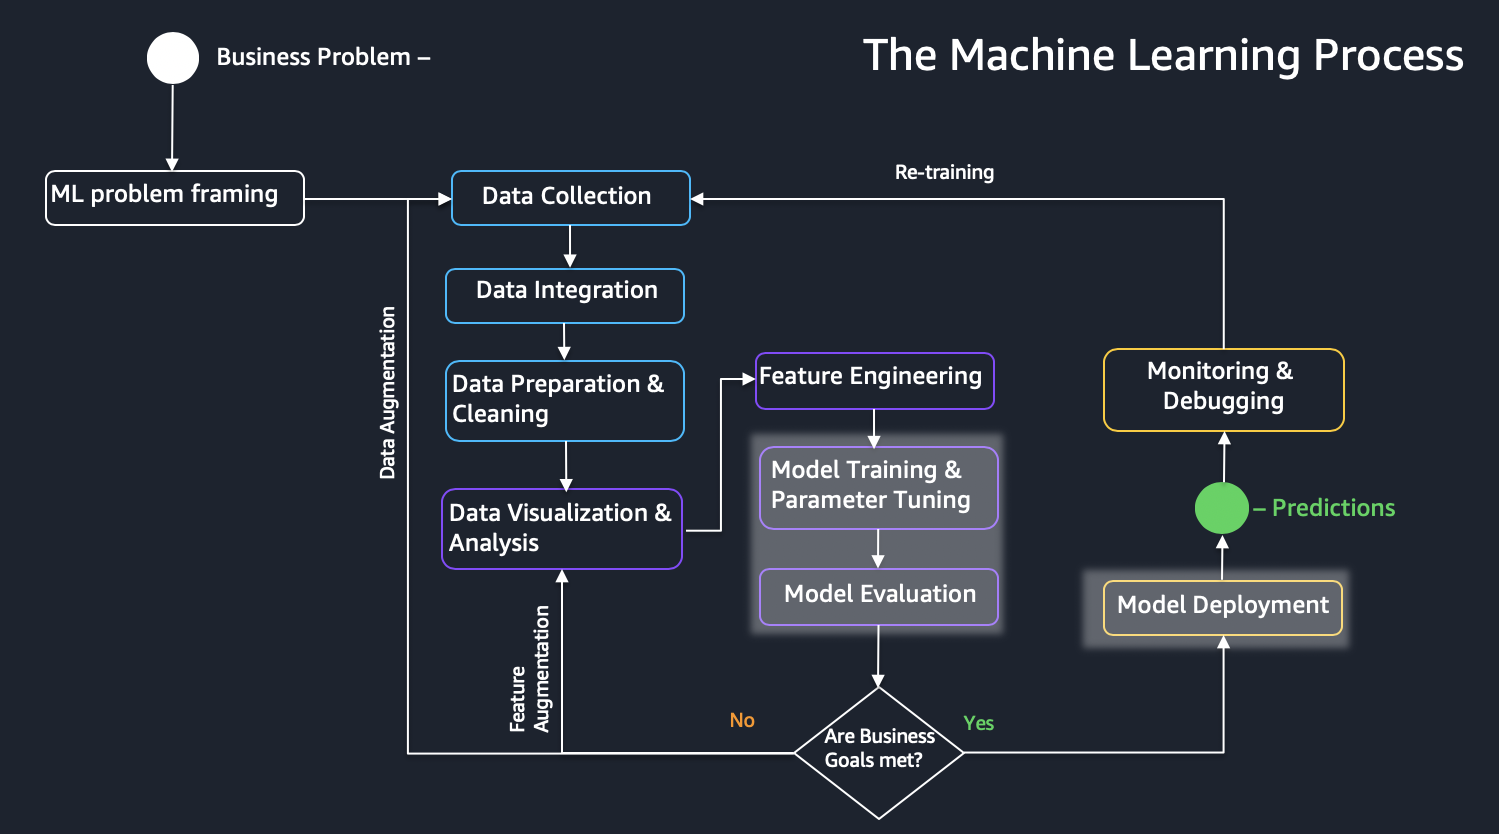 Business Problem –
The Machine Learning Process
ML problem framing
Data Collection
Re-training
Data Integration
Data Augmentation
Data Preparation &
Cleaning
Feature Engineering
Monitoring &
Debugging
Model Training &
Parameter Tuning
Data Visualization &
Analysis
– Predictions
Model Evaluation
Model Deployment
Feature
Augmentation
No
Yes
Are Business
Goals met?